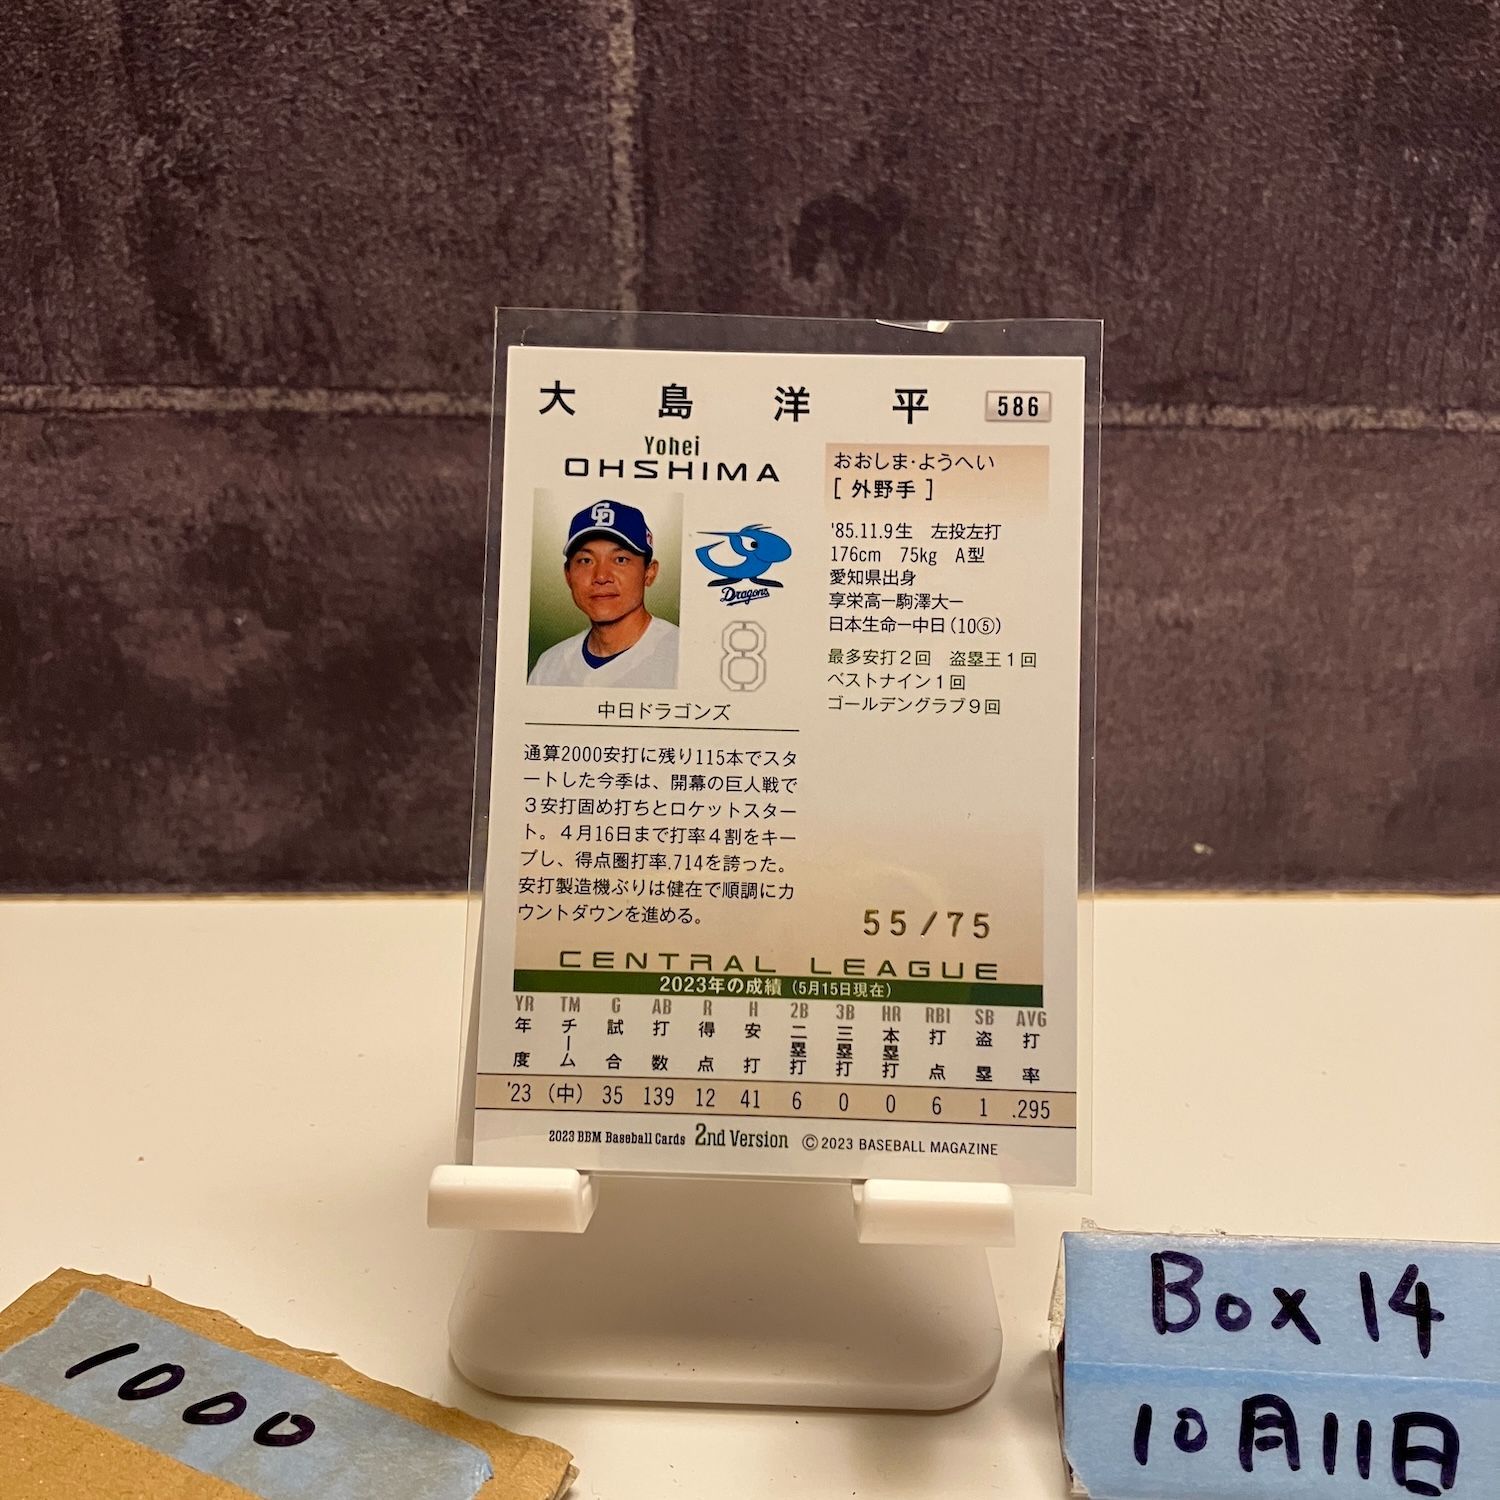 大島洋平
586
Yohei
OHSHIMA
おおしま・ようへい
[ 外野手 ]
CD
Dragons
8
中日ドラゴンズ
'85.11.9生 左投左打
176cm 75kg A型
愛知県出身
享栄高ー駒澤大ー
日本生命ー中日(10⑤)
最多安打2回 盗塁王1回
ベストナイン1回
ゴールデングラブ9回
通算2000安打に残り115本でスタ
ートした今季は、開幕の巨人戦で
3安打固め打ちとロケットスター
ト。4月16日まで打率4割をキー
プし、得点圏打率.714を誇った。
安打製造機ぶりは健在で順調にカ
ウントダウンを進める。
55/75
CENTRAL LEAGUE
2023年の成績(5月15日現在)
YR TM G AB R H 2B 3B HR RBI SB AVG
年度 チーム 試合 打数 得点 安打 二塁打 三塁打 本塁打 打点 盗塁 打率
'23 (中) 35 139 12 41 6 0 0 6 1 .295
2023 BBM Baseball Cards 2nd Version ©2023 BASEBALL MAGAZINE
1000
Box 14
10月11日